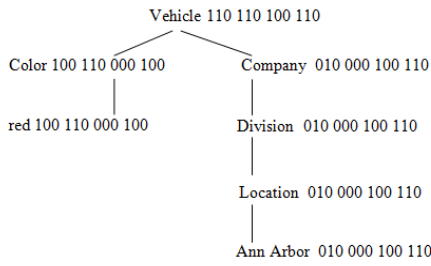 Vehicle 110 110 100 110
Color 100 110 000 100
Company 010 000 100 110
red 100 110 000 100
Division 010 000 100 110
Location 010 000 100 110
Ann Arbor 010 000 100 110